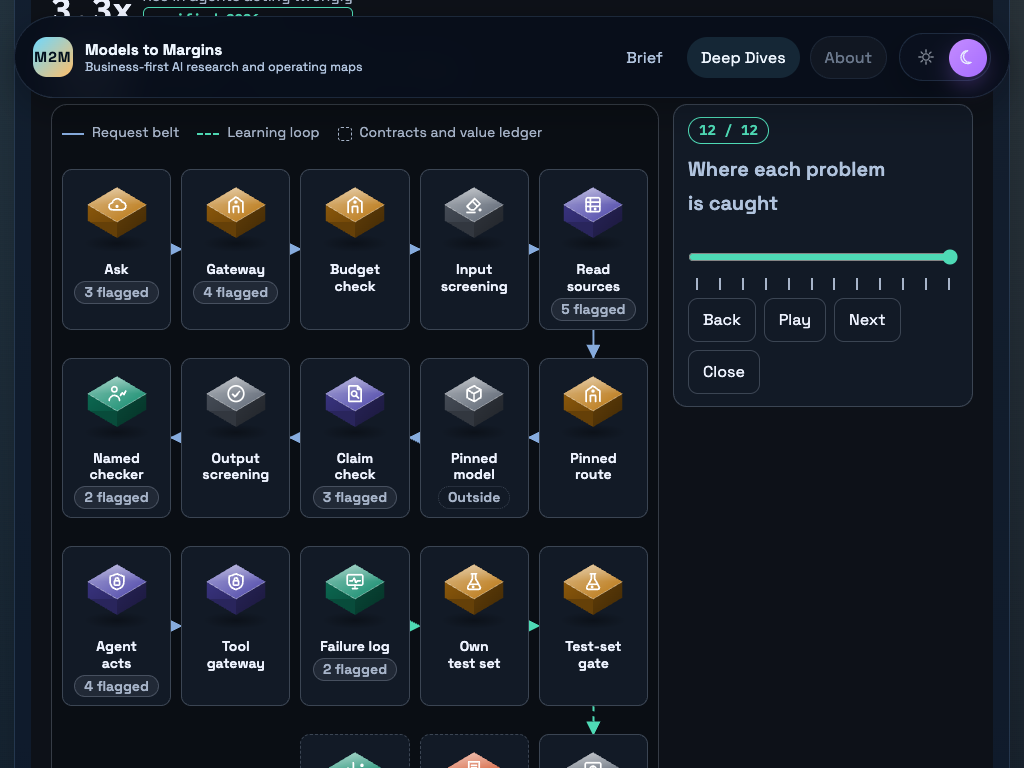 3.3x
M2M
Models to Margins
Business-first AI research and operating maps
Brief
Deep Dives
About
Request belt
Learning loop
Contracts and value ledger
12 / 12
Where each problem
is caught
Back
Play
Next
Close
Ask
3 flagged
Gateway
4 flagged
Budget
check
Input
screening
Read
sources
5 flagged
Named
checker
2 flagged
Output
screening
Claim
check
3 flagged
Pinned
model
Outside
Pinned
route
Agent
acts
4 flagged
Tool
gateway
Failure log
2 flagged
Own
test set
Test-set
gate